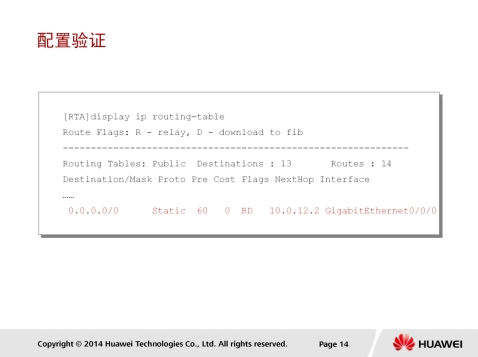 配置验证
[RTA]display ip routing-table
Route Flags: R - relay, D - download to fib
----------------------------------------------------------------
Routing Tables: Public  Destinations : 13       Routes : 14
Destination/Mask Proto Pre Cost Flags NextHop Interface
……
0.0.0.0/0      Static  60   0  RD   10.0.12.2 GigabitEthernet0/0/0
Copyright © 2014 Huawei Technologies Co., Ltd. All rights reserved. Page 14 HUAWEI